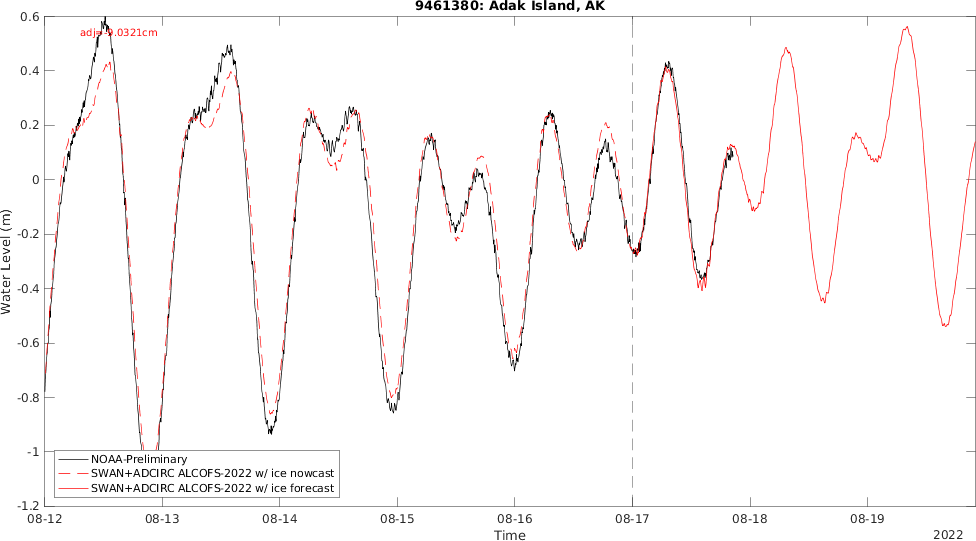 9461380: Adak Island, AK
0.6
0.4
0.2
0
-0.2
-0.4
-0.6
-0.8
-1
-1.2
Water Level (m)
NOAA-Preliminary
SWAN+ADCIRC ALCOFS-2022 w/ ice nowcast
SWAN+ADCIRC ALCOFS-2022 w/ ice forecast
08-12 08-13 08-14 08-15 08-16 08-17 08-18 08-19
Time
2022